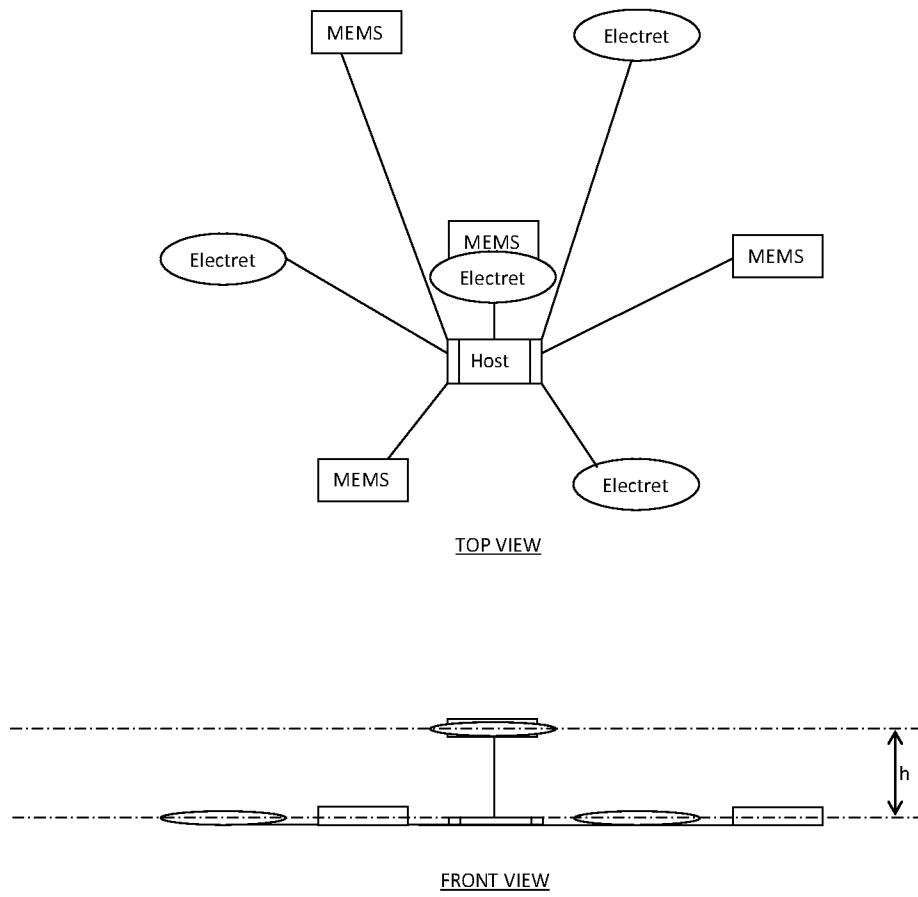 MEMS
Electret
MEMS
Electret
Electret
MEMS
Host
MEMS
Electret
TOP VIEW
h
FRONT VIEW